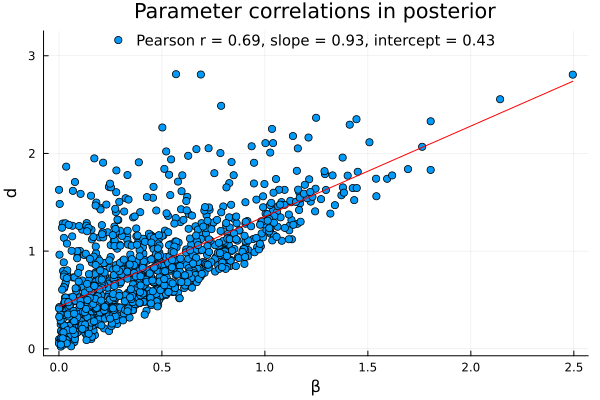 Parameter correlations in posterior
Pearson r = 0.69, slope = 0.93, intercept = 0.43
3
2
1
0
d
0.0 0.5 1.0 1.5 2.0 2.5
β